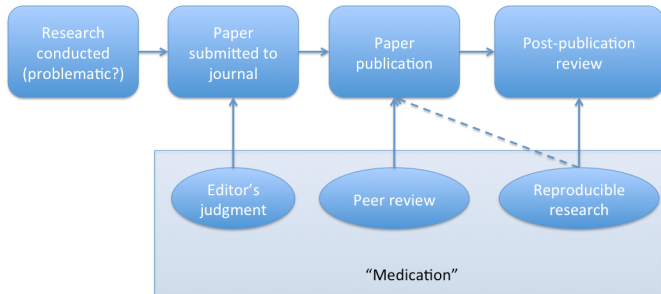 Research
conducted
(problematic?)
Paper
submitted to
journal
Paper
publication
Post-publication
review
Editor's
judgment
Peer review
Reproducible
research
“Medication”